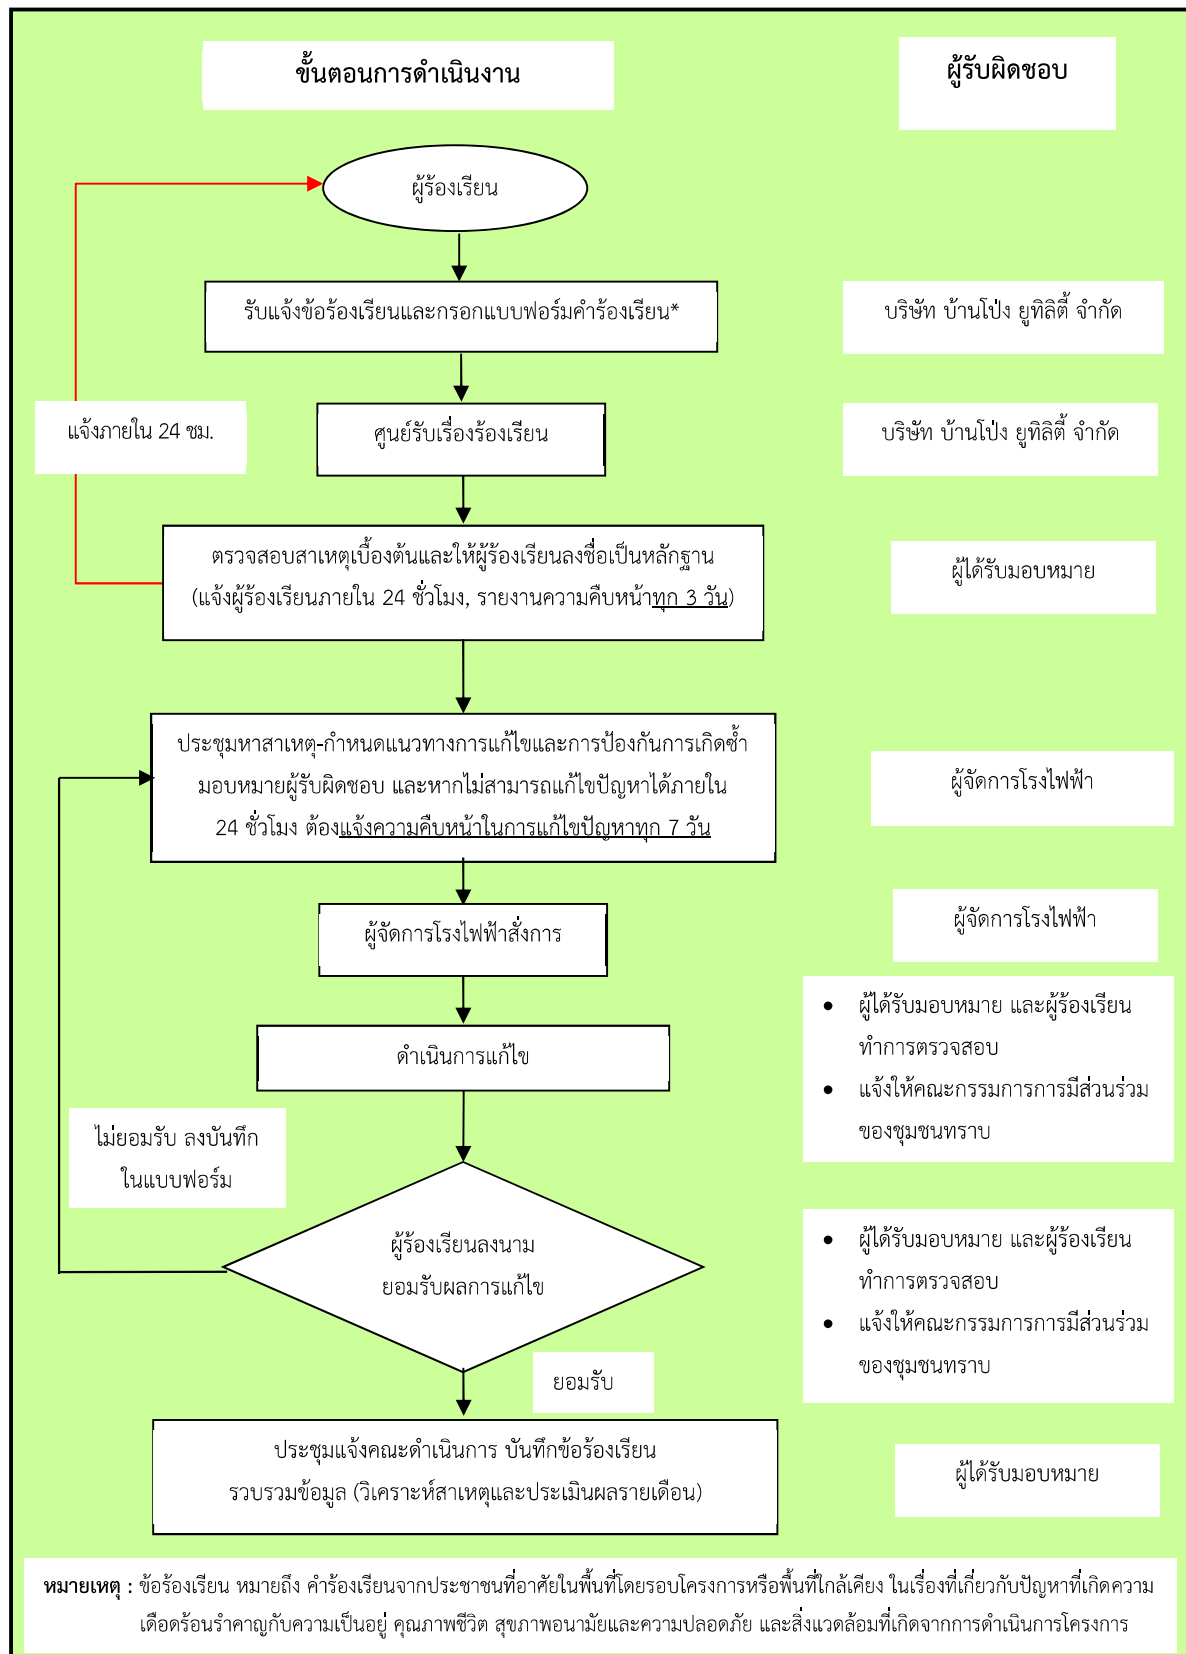 ขั้นตอนการดำเนินงาน
ผู้รับผิดชอบ
ผู้ร้องเรียน
รับแจ้งข้อร้องเรียนและกรอกแบบฟอร์มคำร้องเรียน*
บริษัท บ้านโป่ง ยูทิลิตี้ จำกัด
แจ้งภายใน 24 ชม.
ศูนย์รับเรื่องร้องเรียน
บริษัท บ้านโป่ง ยูทิลิตี้ จำกัด
ตรวจสอบสาเหตุเบื้องต้นและให้ผู้ร้องเรียนลงชื่อเป็นหลักฐาน
(แจ้งผู้ร้องเรียนภายใน 24 ชั่วโมง, รายงานความคืบหน้าทุก 3 วัน)
ผู้ได้รับมอบหมาย
ประชุมหาสาเหตุ-กำหนดแนวทางการแก้ไขและการป้องกันการเกิดซ้ำ
มอบหมายผู้รับผิดชอบ และหากไม่สามารถแก้ไขปัญหาได้ภายใน
24 ชั่วโมง ต้องแจ้งความคืบหน้าในการแก้ไขปัญหาทุก 7 วัน
ผู้จัดการโรงไฟฟ้า
ผู้จัดการโรงไฟฟ้าสั่งการ
ผู้จัดการโรงไฟฟ้า
ดำเนินการแก้ไข
• ผู้ได้รับมอบหมาย และผู้ร้องเรียน
ทำการตรวจสอบ
• แจ้งให้คณะกรรมการการมีส่วนร่วม
ของชุมชนทราบ
ไม่ยอมรับ ลงบันทึก
ในแบบฟอร์ม
ผู้ร้องเรียนลงนาม
ยอมรับผลการแก้ไข
• ผู้ได้รับมอบหมาย และผู้ร้องเรียน
ทำการตรวจสอบ
• แจ้งให้คณะกรรมการการมีส่วนร่วม
ของชุมชนทราบ
ยอมรับ
ประชุมแจ้งคณะดำเนินการ บันทึกข้อร้องเรียน
รวบรวมข้อมูล (วิเคราะห์สาเหตุและประเมินผลรายเดือน)
ผู้ได้รับมอบหมาย
หมายเหตุ : ข้อร้องเรียน หมายถึง คำร้องเรียนจากประชาชนที่อาศัยในพื้นที่โดยรอบโครงการหรือพื้นที่ใกล้เคียง ในเรื่องที่เกี่ยวกับปัญหาที่เกิดความ
เดือดร้อนรำคาญกับความเป็นอยู่ คุณภาพชีวิต สุขภาพอนามัยและความปลอดภัย และสิ่งแวดล้อมที่เกิดจากการดำเนินการโครงการ